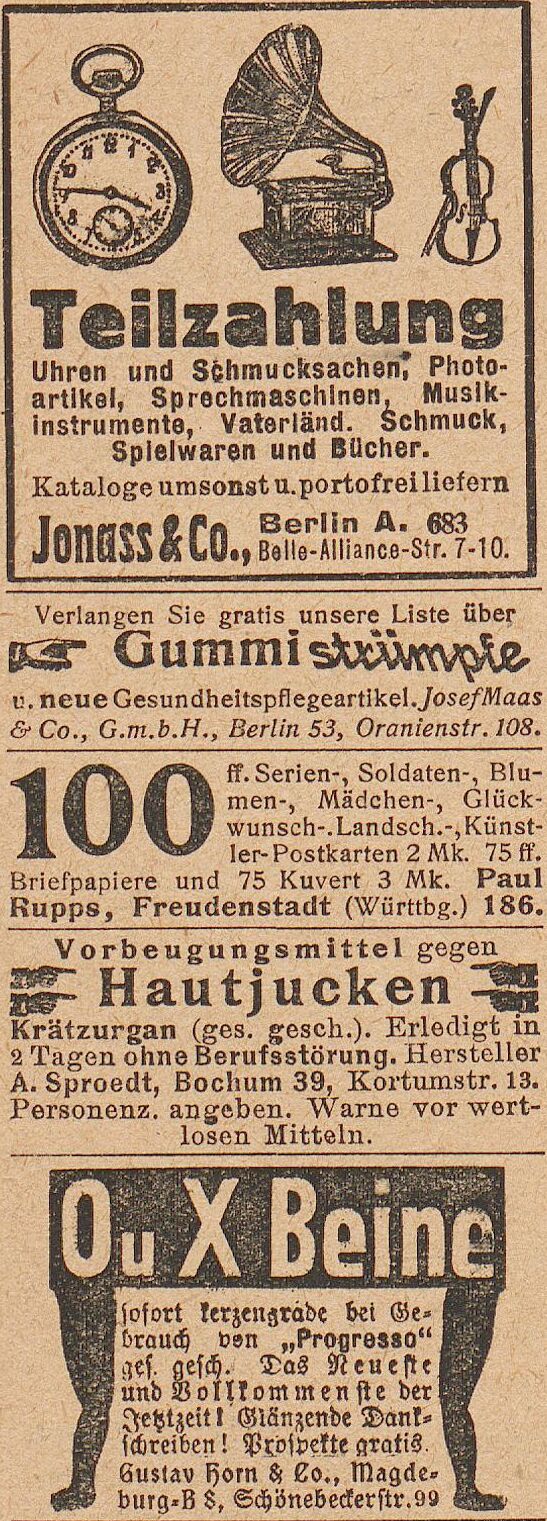 Teilzahlung
Uhren und Schmucksachen, Photo-
artikel, Sprechmaschinen, Musik-
instrumente, Vaterländ. Schmuck,
Spielwaren und Bücher.
Kataloge umsonst u. portofrei liefern
Jonass & Co., Berlin A. 683
Belle-Alliance-Str. 7-10.
Verlangen Sie gratis unsere Liste über
Gummistrümpfe
u. neue Gesundheitspflegeartikel. Josef Maas
& Co., G.m.b.H., Berlin 53, Oranienstr. 108.
100 ff. Serien-, Soldaten-, Blu-
men-, Mädchen-, Glück-
wunsch-. Landsch.-, Künst-
ler-Postkarten 2 Mk. 75 ff.
Briefpapiere und 75 Kuvert 3 Mk. Paul
Rupps, Freudenstadt (Württbg.) 186.
Vorbeugungsmittel gegen
Hautjucken
Krätzurgan (ges. gesch.). Erledigt in
2 Tagen ohne Berufsstörung. Hersteller
A. Sproedt, Bochum 39, Kortumstr. 13.
Personenz. angeben. Warne vor wert-
losen Mitteln.
O u X Beine
sofort kerzengrade bei Ge-
brauch von „Progresso“
ges. gesch. Das Neueste
und Vollkommenste der
Jetztzeit! Glänzende Dank-
schreiben! Prospekte gratis.
Gustav Horn & Co., Magde-
burg-B 8, Schönebeckerstr. 99